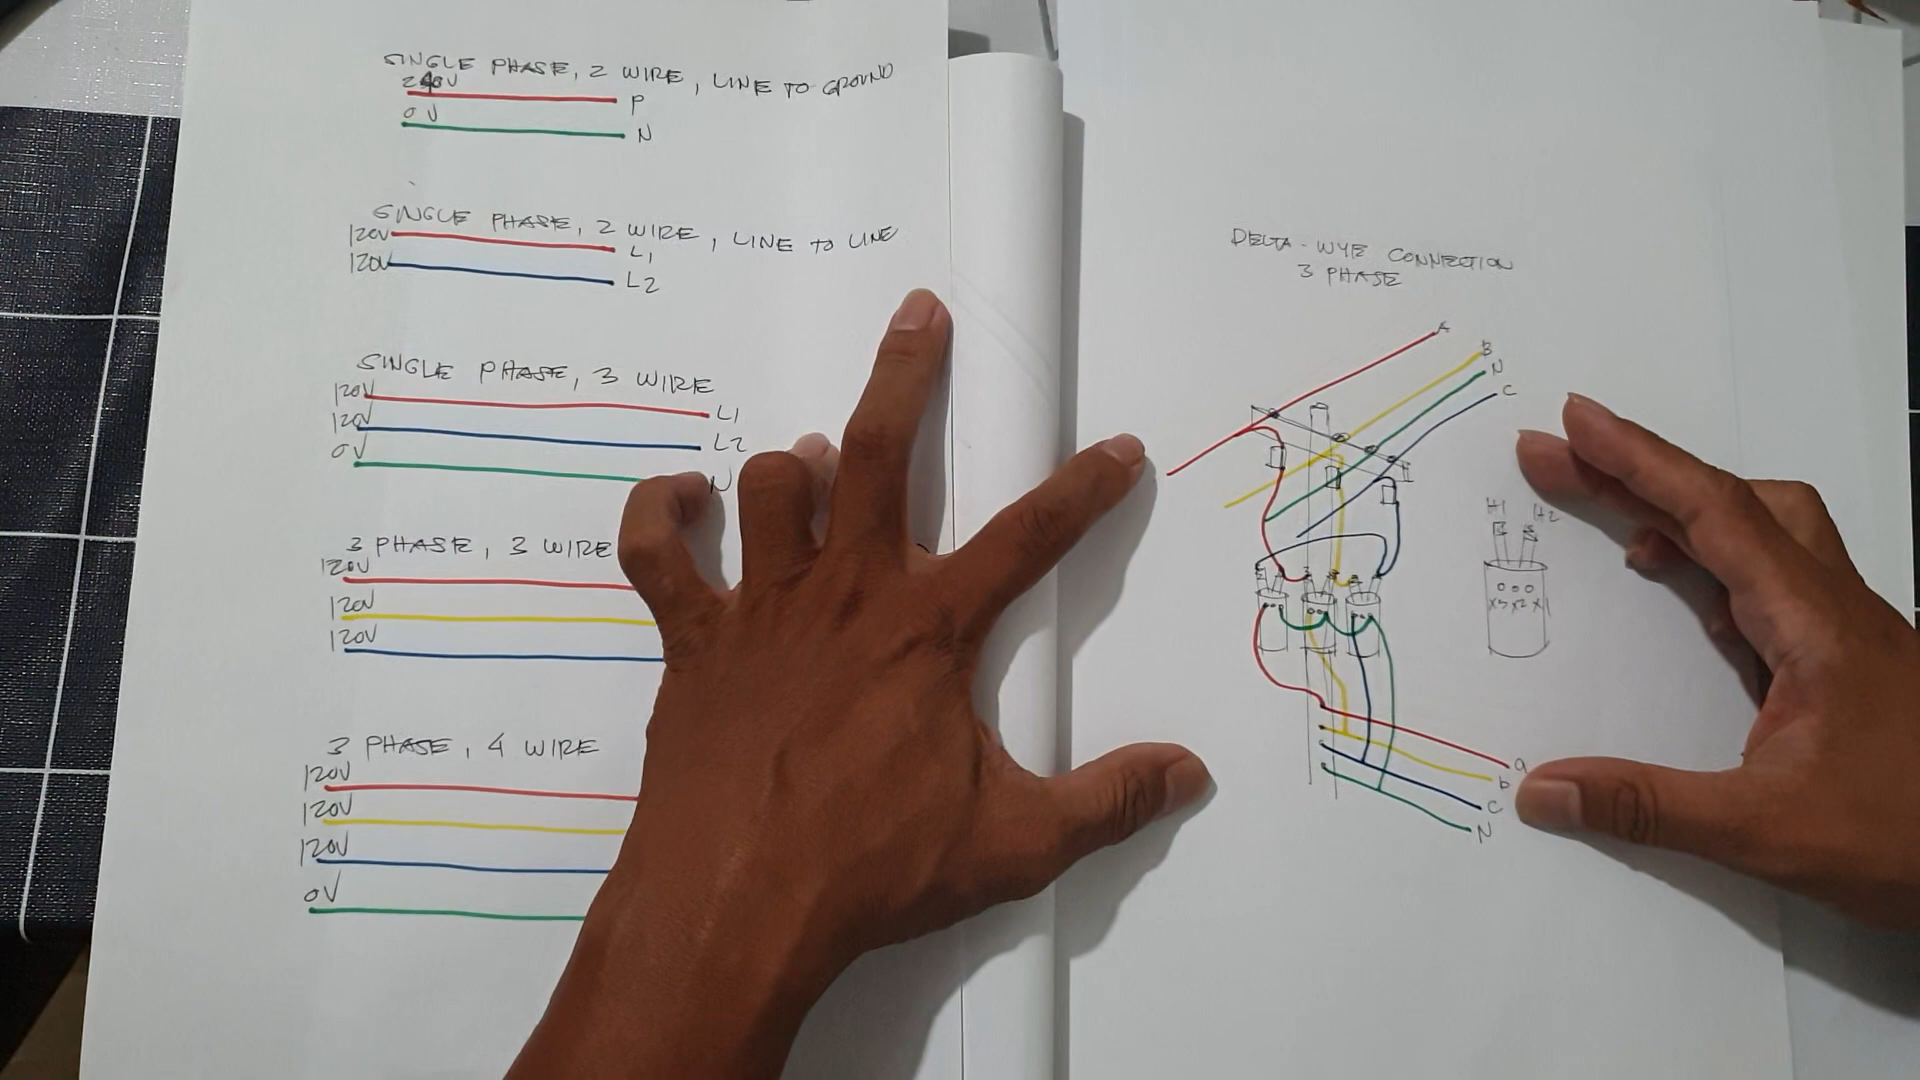 SINGLE PHASE, 2 WIRE, LINE TO GROUND
240V
P
0V
N
SINGLE PHASE, 2 WIRE, LINE TO LINE
120V
L1
120V
L2
SINGLE PHASE, 3 WIRE
120V
L1
120V
L2
0V
N
3 PHASE, 3 WIRE
120V
120V
120V
3 PHASE, 4 WIRE
120V
120V
120V
0V
DELTA - WYE CONNECTION
3 PHASE
A
B
N
C
H1 H2
X3 X2 X1
a
b
C
N